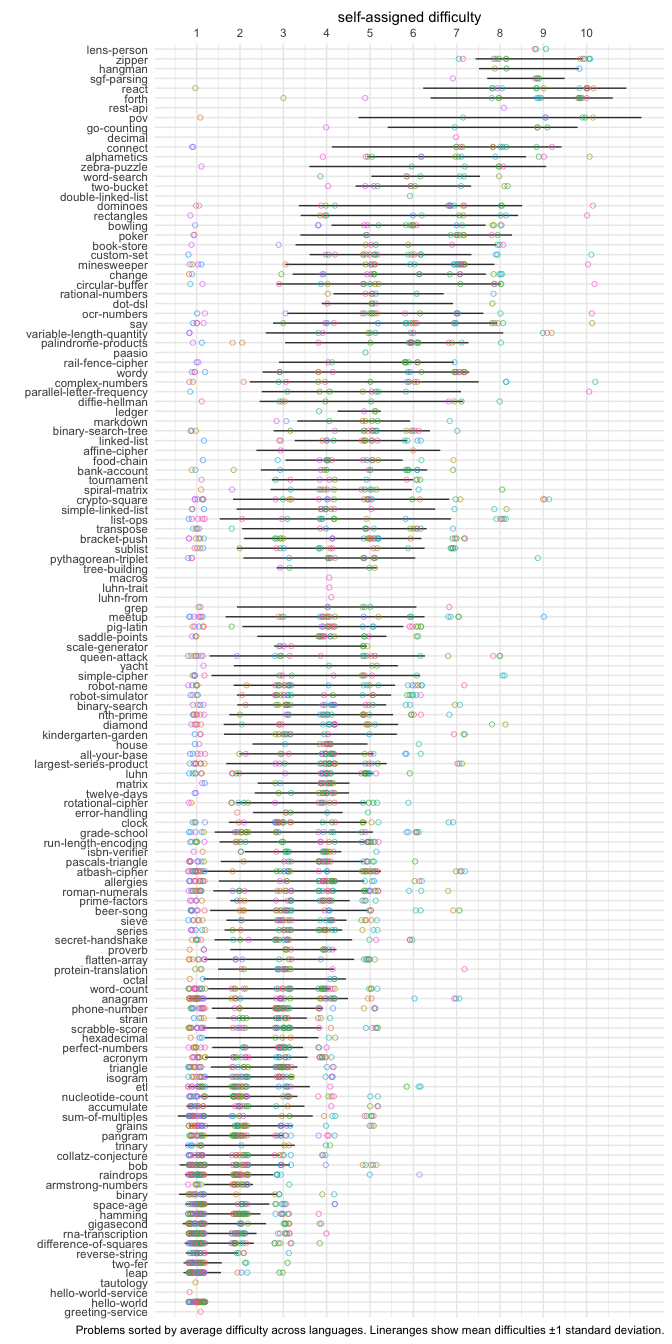 self-assigned difficulty
1 2 3 4 5 6 7 8 9 10
lens-person
zipper
hangman
sgf-parsing
react
forth
rest-api
pov
go-counting
decimal
connect
alphametics
zebra-puzzle
word-search
two-bucket
double-linked-list
dominoes
rectangles
bowling
poker
book-store
custom-set
minesweeper
change
circular-buffer
rational-numbers
dot-dsl
ocr-numbers
say
variable-length-quantity
palindrome-products
paasio
rail-fence-cipher
wordy
complex-numbers
parallel-letter-frequency
diffie-hellman
ledger
markdown
binary-search-tree
linked-list
affine-cipher
food-chain
bank-account
tournament
spiral-matrix
crypto-square
simple-linked-list
list-ops
transpose
bracket-push
sublist
pythagorean-triplet
tree-building
macros
luhn-trait
luhn-from
grep
meetup
pig-latin
saddle-points
scale-generator
queen-attack
yacht
simple-cipher
robot-name
robot-simulator
binary-search
nth-prime
diamond
kindergarten-garden
house
all-your-base
largest-series-product
luhn
matrix
twelve-days
rotational-cipher
error-handling
clock
grade-school
run-length-encoding
isbn-verifier
pascals-triangle
atbash-cipher
allergies
roman-numerals
prime-factors
beer-song
sieve
series
secret-handshake
proverb
flatten-array
protein-translation
octal
word-count
anagram
phone-number
strain
scrabble-score
hexadecimal
perfect-numbers
acronym
triangle
isogram
etl
nucleotide-count
accumulate
sum-of-multiples
grains
pangram
trinary
collatz-conjecture
bob
raindrops
armstrong-numbers
binary
space-age
hamming
gigasecond
rna-transcription
difference-of-squares
reverse-string
two-fer
leap
tautology
hello-world-service
hello-world
greeting-service
Problems sorted by average difficulty across languages. Lineranges show mean difficulties ±1 standard deviation.